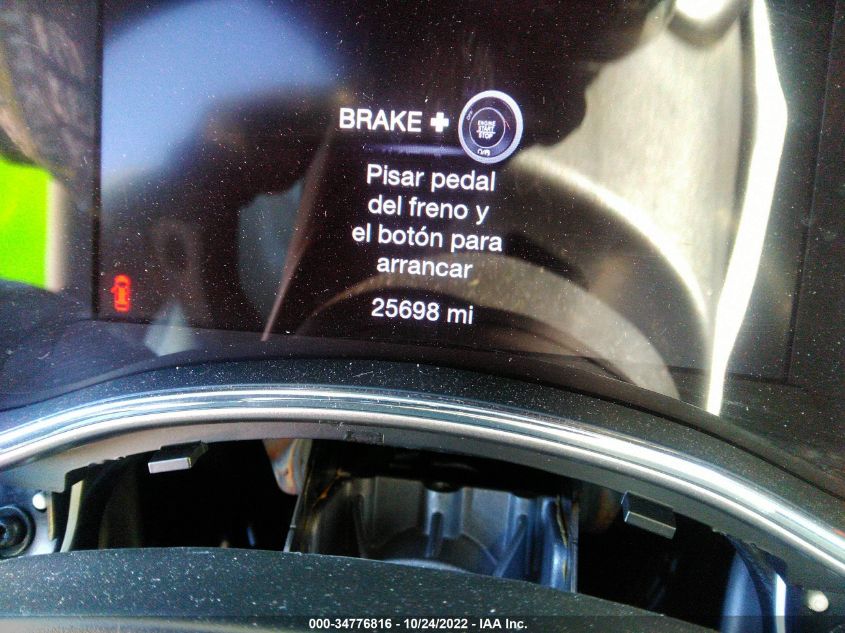 BRAKE +
ENGINE
START
STOP
Pisar pedal
del freno y
el botón para
arrancar
25698 mi
000-34776816 - 10/24/2022 - IAA Inc.